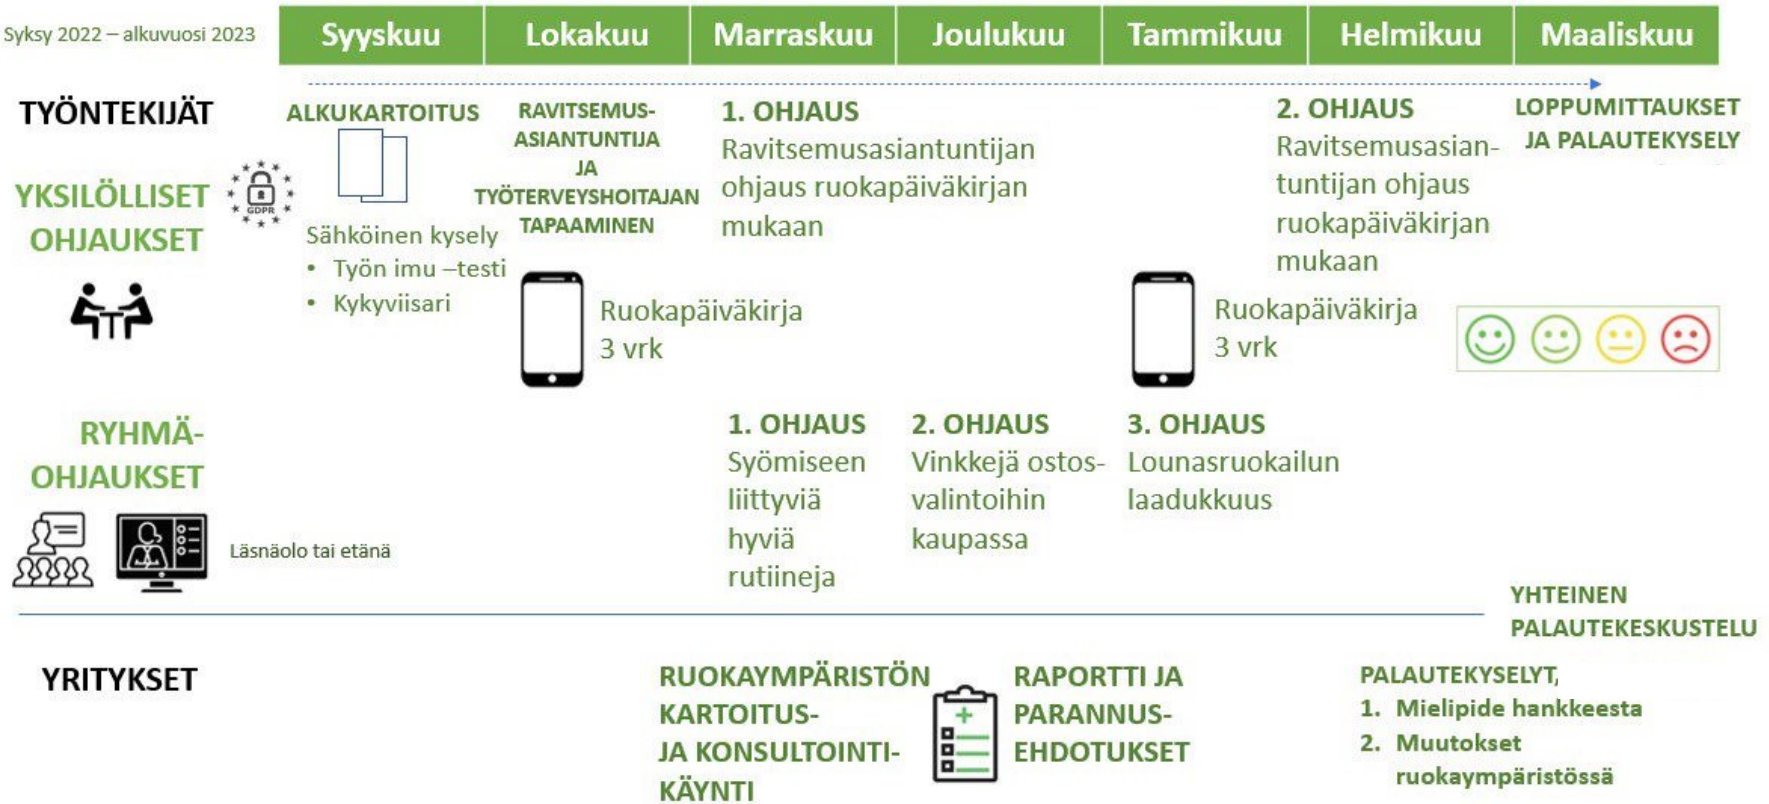 Syksy 2022 – alkuvuosi 2023
Syyskuu
Lokakuu
Marraskuu
Joulukuu
Tammikuu
Helmikuu
Maaliskuu
TYÖNTEKIJÄT
YKSILÖLLISET
OHJAUKSET
GDPR
ALKUKARTOITUS
Sähköinen kysely
• Työn imu –testi
• Kykyviisari
RAVITSEMUS-
ASIANTUNTIJA
JA
TYÖTERVEYSHOITAJAN
TAPAAMINEN
Ruokapäiväkirja
3 vrk
1. OHJAUS
Ravitsemusasiantuntijan
ohjaus ruokapäiväkirjan
mukaan
Ruokapäiväkirja
3 vrk
2. OHJAUS
Ravitsemusasian-
tuntijan ohjaus
ruokapäiväkirjan
mukaan
LOPPUMITTAUKSET
JA PALAUTEKYSELY
RYHMÄ-
OHJAUKSET
Läsnäolo tai etänä
1. OHJAUS
Syömiseen
liittyviä
hyviä
rutiineja
2. OHJAUS
Vinkkejä ostos-
valintoihin
kaupassa
3. OHJAUS
Lounasruokailun
laadukkuus
YHTEINEN
PALAUTEKESKUSTELU
YRITYKSET
RUOKAYMPÄRISTÖN
KARTOITUS-
JA KONSULTOINTI-
KÄYNTI
RAPORTTI JA
PARANNUS-
EHDOTUKSET
PALAUTEKYSELYT,
1. Mielipide hankkeesta
2. Muutokset
ruokaympäristössä